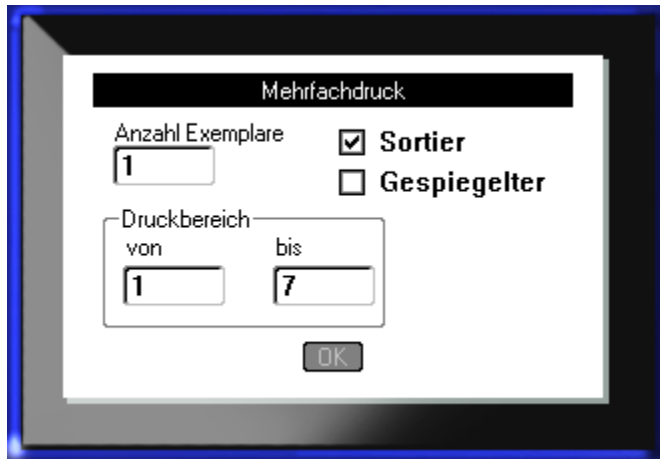 Mehrfachdruck
Anzahl Exemplare
1
Sortier
Gespiegelter
Druckbereich
von bis
1 7
OK